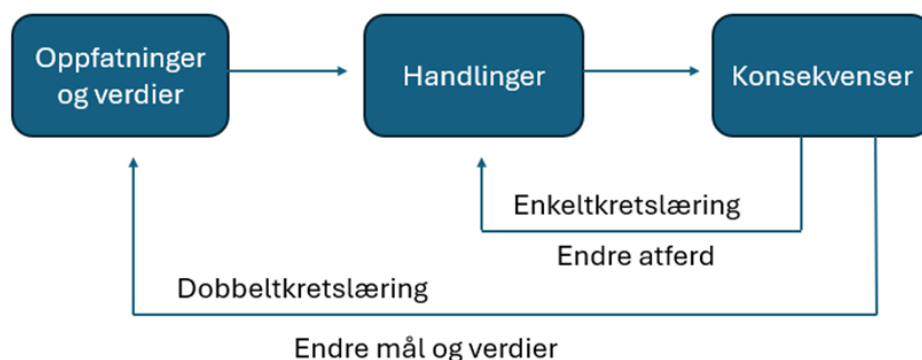 Oppfatninger
og verdier
Handlinger
Konsekvenser
Enkeltkretslæring
Endre atferd
Dobbeltkretslæring
Endre mål og verdier